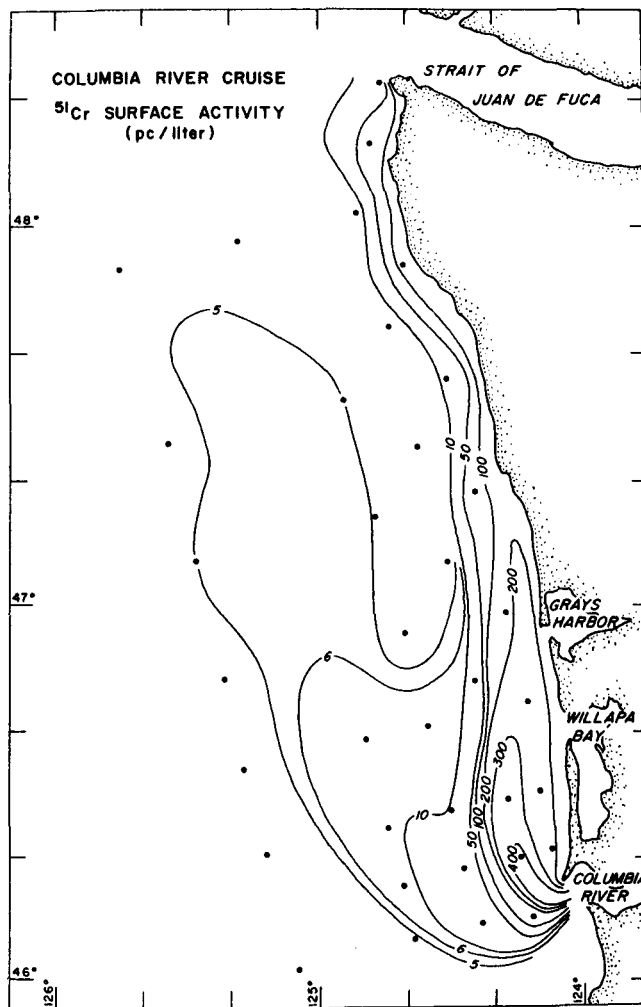 COLUMBIA RIVER CRUISE
⁵¹Cr SURFACE ACTIVITY
(pc/liter)
STRAIT OF
JUAN DE FUCA
48°
5
10
50
100
47°
200
GRAYS
HARBOR
6
WILLAPA
BAY
300
10
50
100
200
400
COLUMBIA
RIVER
6
5
46°
126°
125°
124°